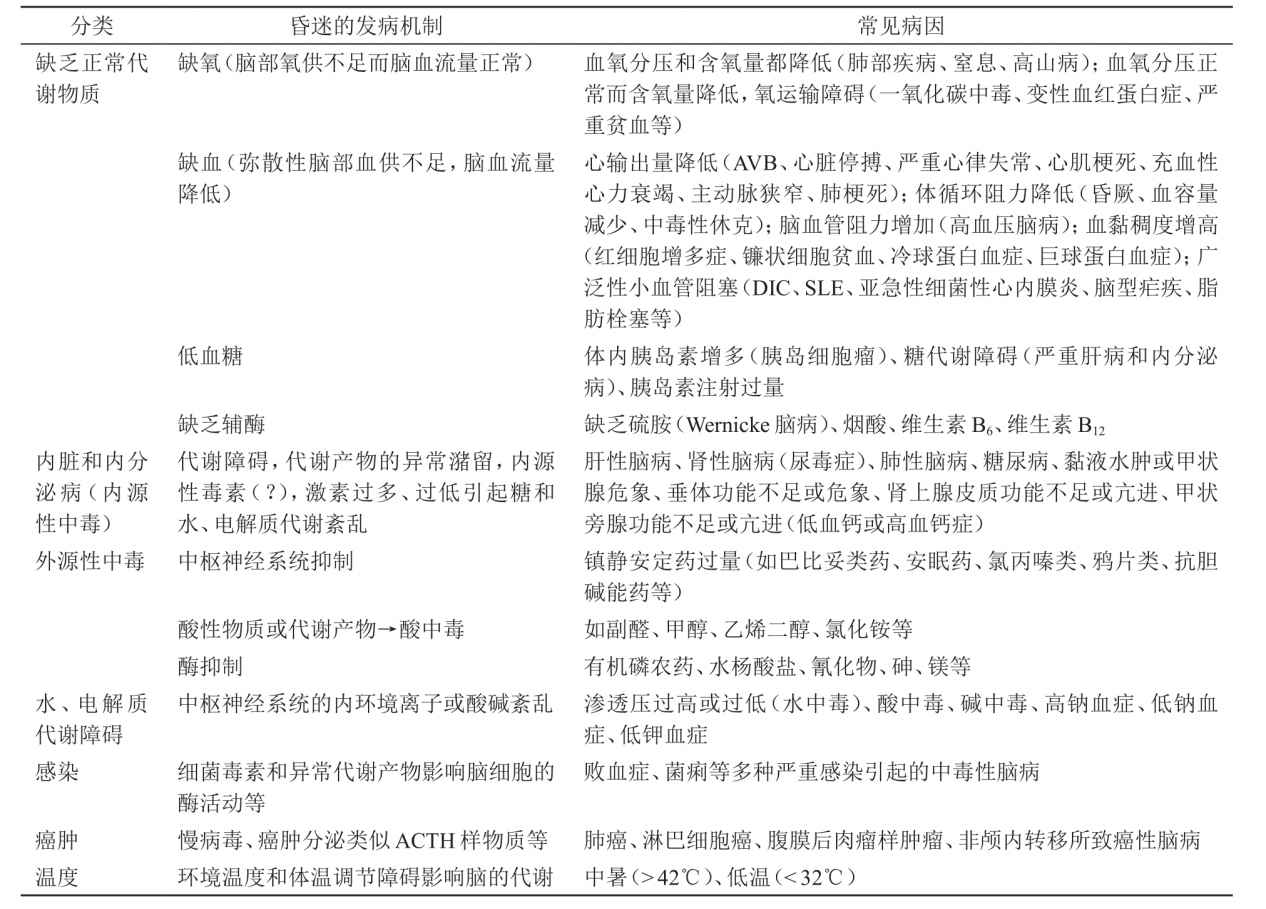 分类 昏迷的发病机制 常见病因
缺乏正常代 缺氧（脑部氧供不足而脑血流量正常） 血氧分压和含氧量都降低（肺部疾病、窒息、高山病）；血氧分压正
谢物质 常而含氧量降低，氧运输障碍（一氧化碳中毒、变性血红蛋白症、严
重贫血等）
缺血（弥散性脑部血供不足，脑血流量 心输出量降低（AVB、心脏停搏、严重心律失常、心肌梗死、充血性
降低） 心力衰竭、主动脉狭窄、肺梗死）；体循环阻力降低（昏厥、血容量
减少、中毒性休克）；脑血管阻力增加（高血压脑病）；血黏稠度增高
（红细胞增多症、镰状细胞贫血、冷球蛋白血症、巨球蛋白血症）；广
泛性小血管阻塞（DIC、SLE、亚急性细菌性心内膜炎、脑型疟疾、脂
肪栓塞等）
低血糖 体内胰岛素增多（胰岛细胞瘤）、糖代谢障碍（严重肝病和内分泌
病）、胰岛素注射过量
缺乏辅酶 缺乏硫胺（Wernicke 脑病）、烟酸、维生素 B₆、维生素 B₁₂
内脏和内分 代谢障碍，代谢产物的异常潴留，内源 肝性脑病、肾性脑病（尿毒症）、肺性脑病、糖尿病、黏液水肿或甲状
泌病（内源 性毒素（？），激素过多、过低引起糖和 腺危象、垂体功能不足或危象、肾上腺皮质功能不足或亢进、甲状
性中毒） 水、电解质代谢紊乱 旁腺功能不足或亢进（低血钙或高血钙症）
外源性中毒 中枢神经系统抑制 镇静安定药过量（如巴比妥类药、安眠药、氯丙嗪类、鸦片类、抗胆
碱能药等）
酸性物质或代谢产物→酸中毒 如副醛、甲醇、乙烯二醇、氯化铵等
酶抑制 有机磷农药、水杨酸盐、氰化物、砷、镁等
水、电解质 中枢神经系统的内环境离子或酸碱紊乱 渗透压过高或过低（水中毒）、酸中毒、碱中毒、高钠血症、低钠血
代谢障碍 症、低钾血症
感染 细菌毒素和异常代谢产物影响脑细胞的 败血症、菌痢等多种严重感染引起的中毒性脑病
酶活动等
癌肿 慢病毒、癌肿分泌类似 ACTH 样物质等 肺癌、淋巴细胞癌、腹膜后肉瘤样肿瘤、非颅内转移所致癌性脑病
温度 环境温度和体温调节障碍影响脑的代谢 中暑（>42℃）、低温（<32℃）